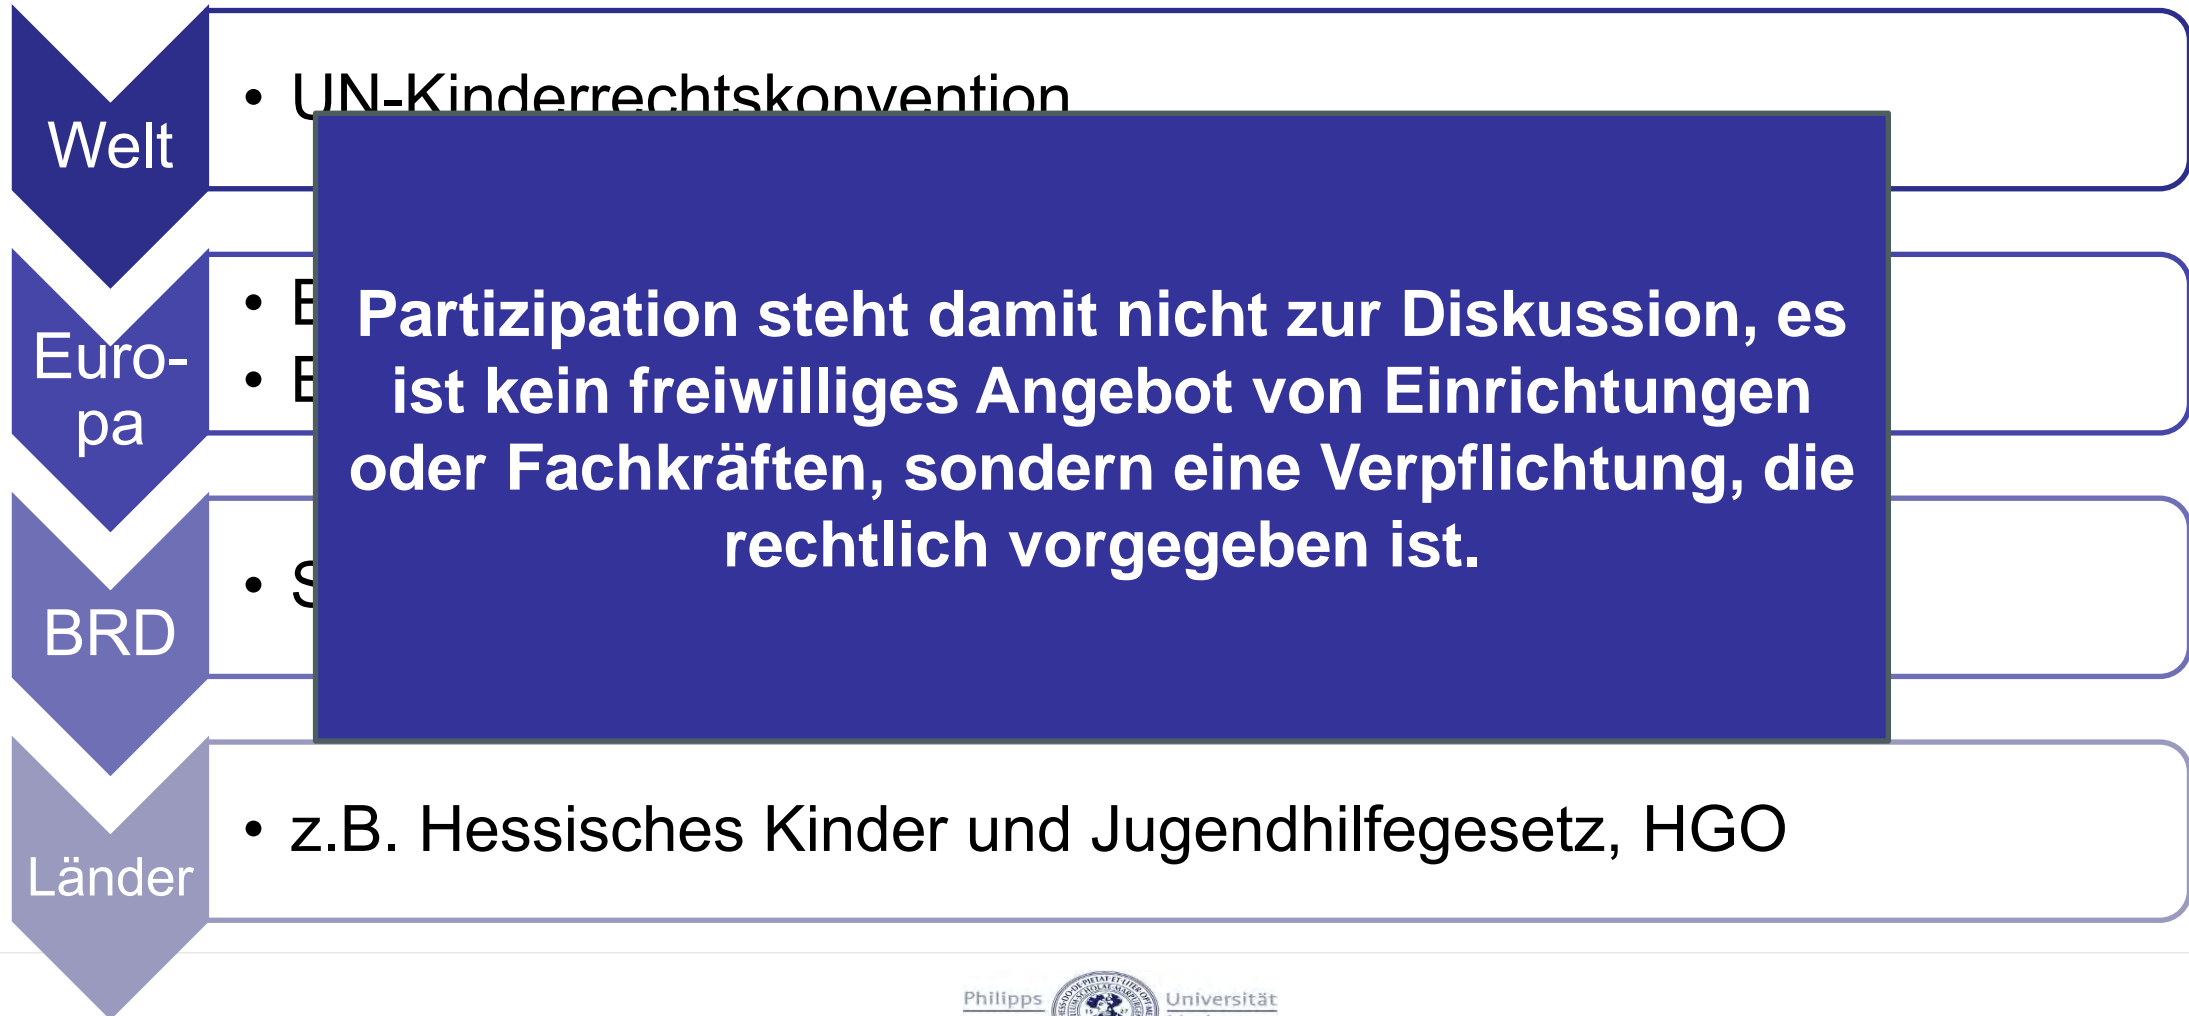 Welt
• UN-Kinderrechtskonvention
Partizipation steht damit nicht zur Diskussion, es
ist kein freiwilliges Angebot von Einrichtungen
oder Fachkräften, sondern eine Verpflichtung, die
rechtlich vorgegeben ist.
Euro-
pa
BRD
Länder
• z.B. Hessisches Kinder und Jugendhilfegesetz, HGO
Philipps Universität